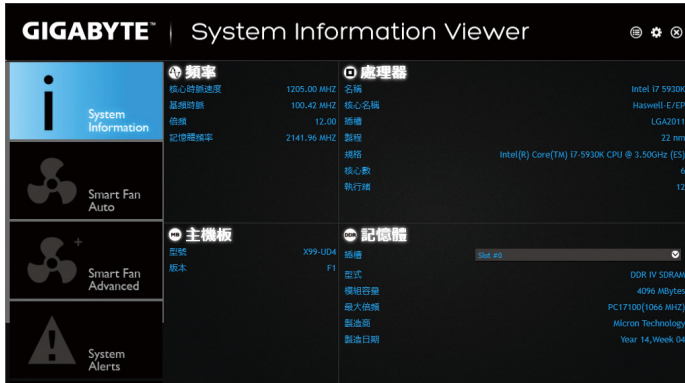 GIGABYTE™ | System Information Viewer
System
Information
Smart Fan
Auto
Smart Fan
Advanced
System
Alerts
頻率
核心時脈速度 1205.00 MHZ
基頻時脈 100.42 MHZ
倍頻 12.00
記憶體頻率 2141.96 MHZ
處理器
名稱 Intel i7 5930K
核心名稱 Haswell-E/EP
插槽 LGA2011
製程 22 nm
規格 Intel(R) Core(TM) i7-5930K CPU @ 3.50GHz (ES)
核心數 6
執行緒 12
MB 主機板
型號 X99-UD4
版本 F1
DDR 記憶體
插槽 Slot #0
型式 DDR IV SDRAM
模組容量 4096 MBytes
最大倍頻 PC17100(1066 MHZ)
製造商 Micron Technology
製造日期 Year 14,Week 04